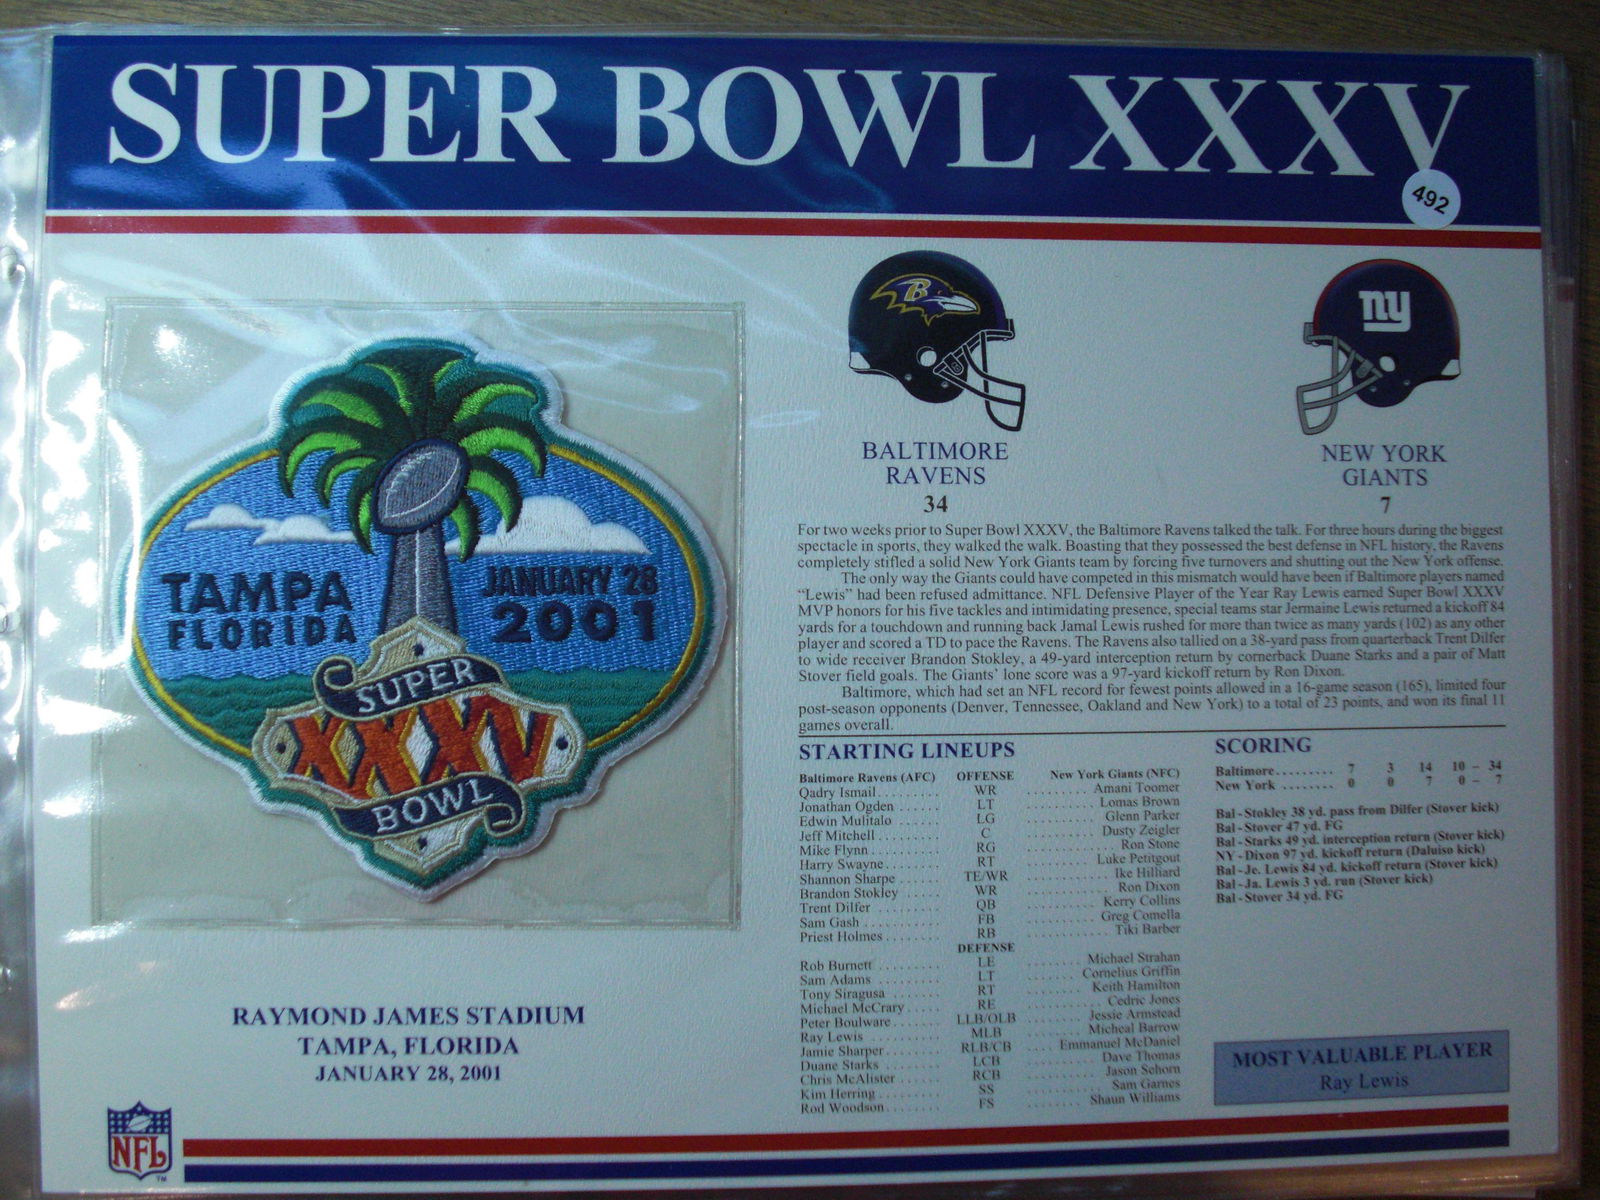 SUPER BOWL XXXV
492
B
ny
BALTIMORE
RAVENS
34
NEW YORK
GIANTS
7
TAMPA
FLORIDA
JANUARY 28
2001
SUPER
XXXV
BOWL
RAYMOND JAMES STADIUM
TAMPA, FLORIDA
JANUARY 28, 2001
For two weeks prior to Super Bowl XXXV, the Baltimore Ravens talked the talk. For three hours during the biggest
spectacle in sports, they walked the walk. Boasting that they possessed the best defense in NFL history, the Ravens
completely stifled a solid New York Giants team by forcing five turnovers and shutting out the New York offense.
The only way the Giants could have competed in this mismatch would have been if Baltimore players named
“Lewis” had been refused admittance. NFL Defensive Player of the Year Ray Lewis earned Super Bowl XXXV
MVP honors for his five tackles and intimidating presence, special teams star Jermaine Lewis returned a kickoff 84
yards for a touchdown and running back Jamal Lewis rushed for more than twice as many yards (102) as any other
player and scored a TD to pace the Ravens. The Ravens also tallied on a 38-yard pass from quarterback Trent Dilfer
to wide receiver Brandon Stokley, a 49-yard interception return by cornerback Duane Starks and a pair of Matt
Stover field goals. The Giants' lone score was a 97-yard kickoff return by Ron Dixon.
Baltimore, which had set an NFL record for fewest points allowed in a 16-game season (165), limited four
post-season opponents (Denver, Tennessee, Oakland and New York) to a total of 23 points, and won its final 11
games overall.
STARTING LINEUPS
Baltimore Ravens (AFC) OFFENSE New York Giants (NFC)
Qadry Ismail......... WR ......... Amani Toomer
Jonathan Ogden ...... LT ......... Lomas Brown
Edwin Mulitalo ....... LG ......... Glenn Parker
Jeff Mitchell.......... C ......... Dusty Zeigler
Mike Flynn........... RG ......... Ron Stone
Harry Swayne......... RT ......... Luke Petitgout
Shannon Sharpe ...... TE/WR ......... Ike Hilliard
Brandon Stokley ...... WR ......... Ron Dixon
Trent Dilfer .......... QB ......... Kerry Collins
Sam Gash ............ FB ......... Greg Comella
Priest Holmes ........ RB ......... Tiki Barber
DEFENSE
Rob Burnett ......... LE ....... Michael Strahan
Sam Adams .......... LT ....... Cornelius Griffin
Tony Siragusa ........ RT ........ Keith Hamilton
Michael McCrary ..... RE ........ Cedric Jones
Peter Boulware....... LLB/OLB ....... Jessie Armstead
Ray Lewis ........... MLB ....... Micheal Barrow
Jamie Sharper........ RLB/CB .... Emmanuel McDaniel
Duane Starks ........ LCB ........ Dave Thomas
Chris McAlister ...... RCB ........ Jason Sehorn
Kim Herring ......... SS ........ Sam Garnes
Rod Woodson........ FS ........ Shaun Williams
SCORING
Baltimore......... 7 3 14 10 – 34
New York ......... 0 0 7 0 – 7
Bal - Stokley 38 yd. pass from Dilfer (Stover kick)
Bal - Stover 47 yd. FG
Bal - Starks 49 yd. interception return (Stover kick)
NY - Dixon 97 yd. kickoff return (Daluiso kick)
Bal - Je. Lewis 84 yd. kickoff return (Stover kick)
Bal - Ja. Lewis 3 yd. run (Stover kick)
Bal - Stover 34 yd. FG
MOST VALUABLE PLAYER
Ray Lewis
NFL
TM